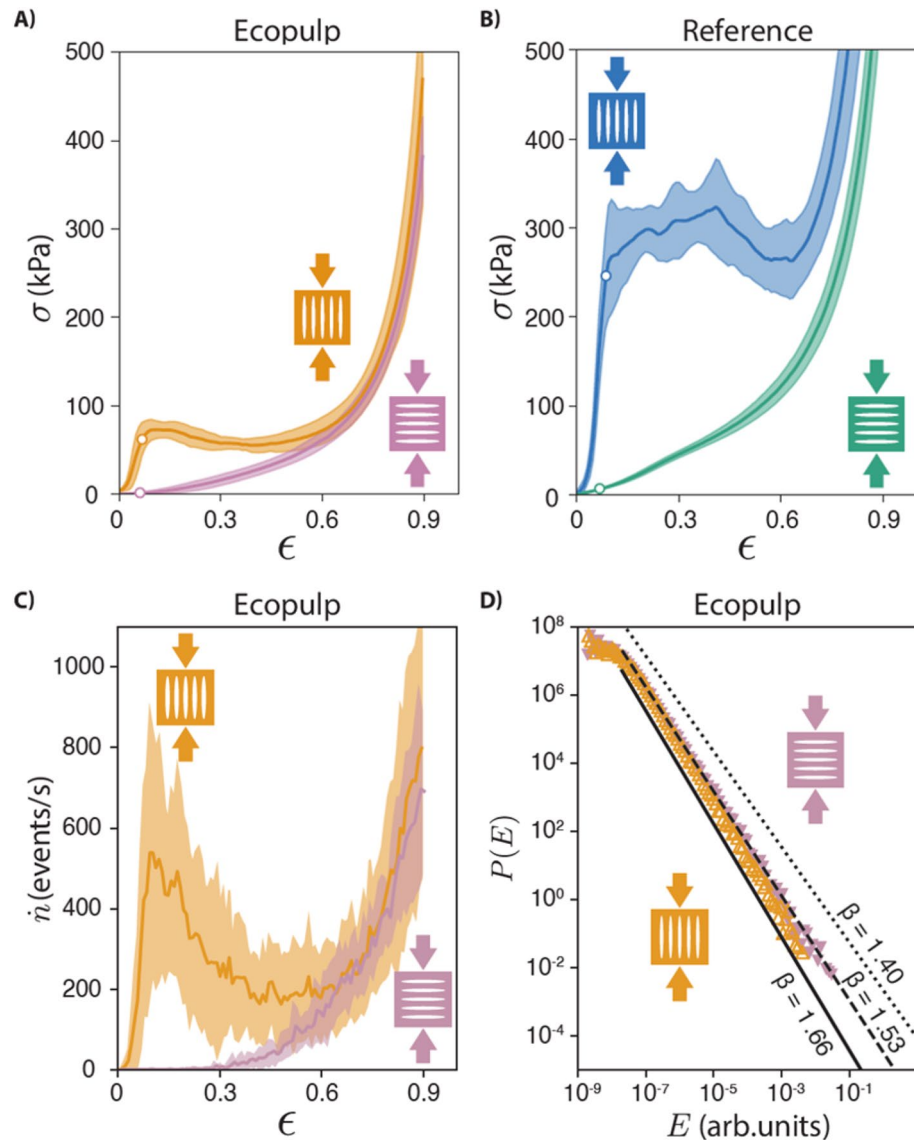 A)
Ecopulp
500
400
300
200
100
0
σ (kPa)
0 0.3 0.6 0.9
ϵ
B)
Reference
500
400
300
200
100
0
σ (kPa)
0 0.3 0.6 0.9
ϵ
C)
Ecopulp
1000
800
600
400
200
0
ṅ (events/s)
0 0.3 0.6 0.9
ϵ
D)
Ecopulp
10⁸
10⁶
10⁴
10²
10⁰
10⁻²
10⁻⁴
P(E)
β = 1.40
β = 1.53
β = 1.66
10⁻⁹ 10⁻⁷ 10⁻⁵ 10⁻³ 10⁻¹
E (arb.units)